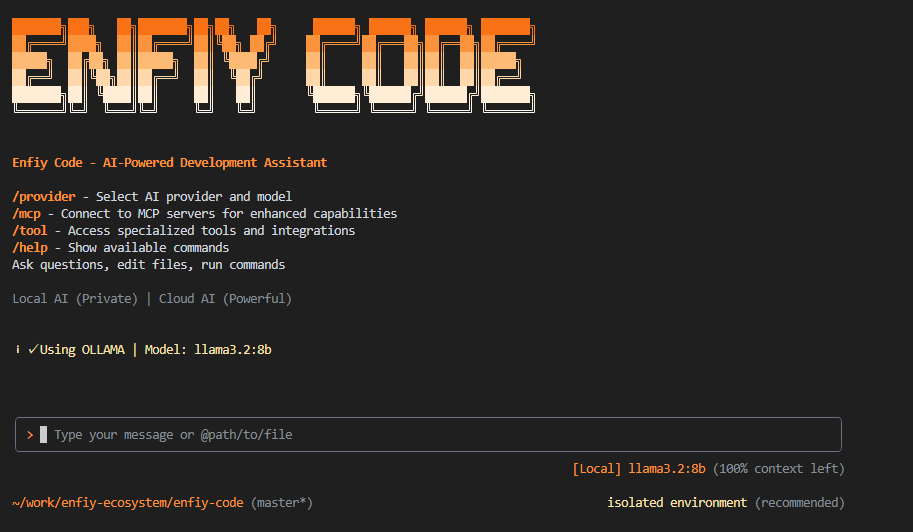 ENFIY CODE
Enfiy Code - AI-Powered Development Assistant
/provider - Select AI provider and model
/mcp - Connect to MCP servers for enhanced capabilities
/tool - Access specialized tools and integrations
/help - Show available commands
Ask questions, edit files, run commands
Local AI (Private) | Cloud AI (Powerful)
i ✓Using OLLAMA | Model: llama3.2:8b
> Type your message or @path/to/file
[Local] llama3.2:8b (100% context left)
~/work/enfiy-ecosystem/enfiy-code (master*) isolated environment (recommended)